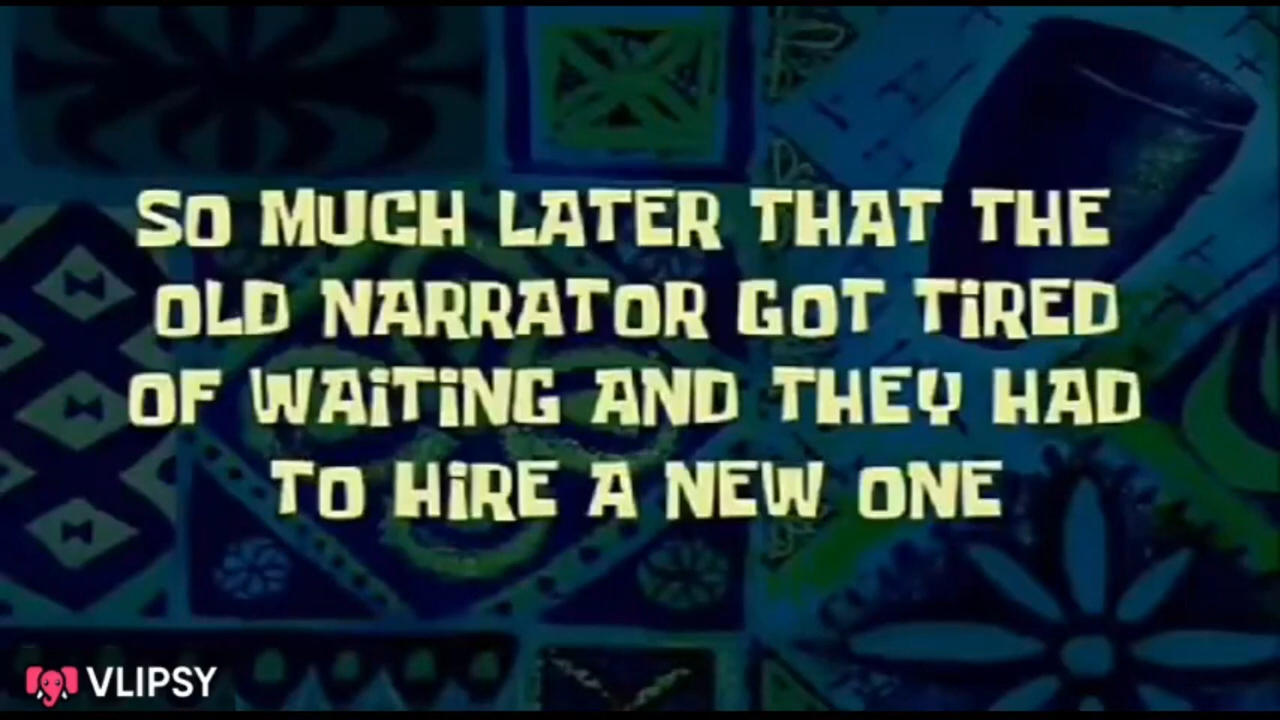 SO MUCH LATER THAT THE
OLD NARRATOR GOT TiRED
OF WAiTiNG AND THEY HAD
TO HiRE A NEW ONE
VLIPSY